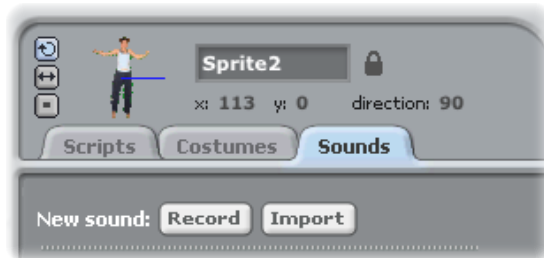 Sprite2
x: 113 y: 0 direction: 90
Scripts Costumes Sounds
New sound: Record Import